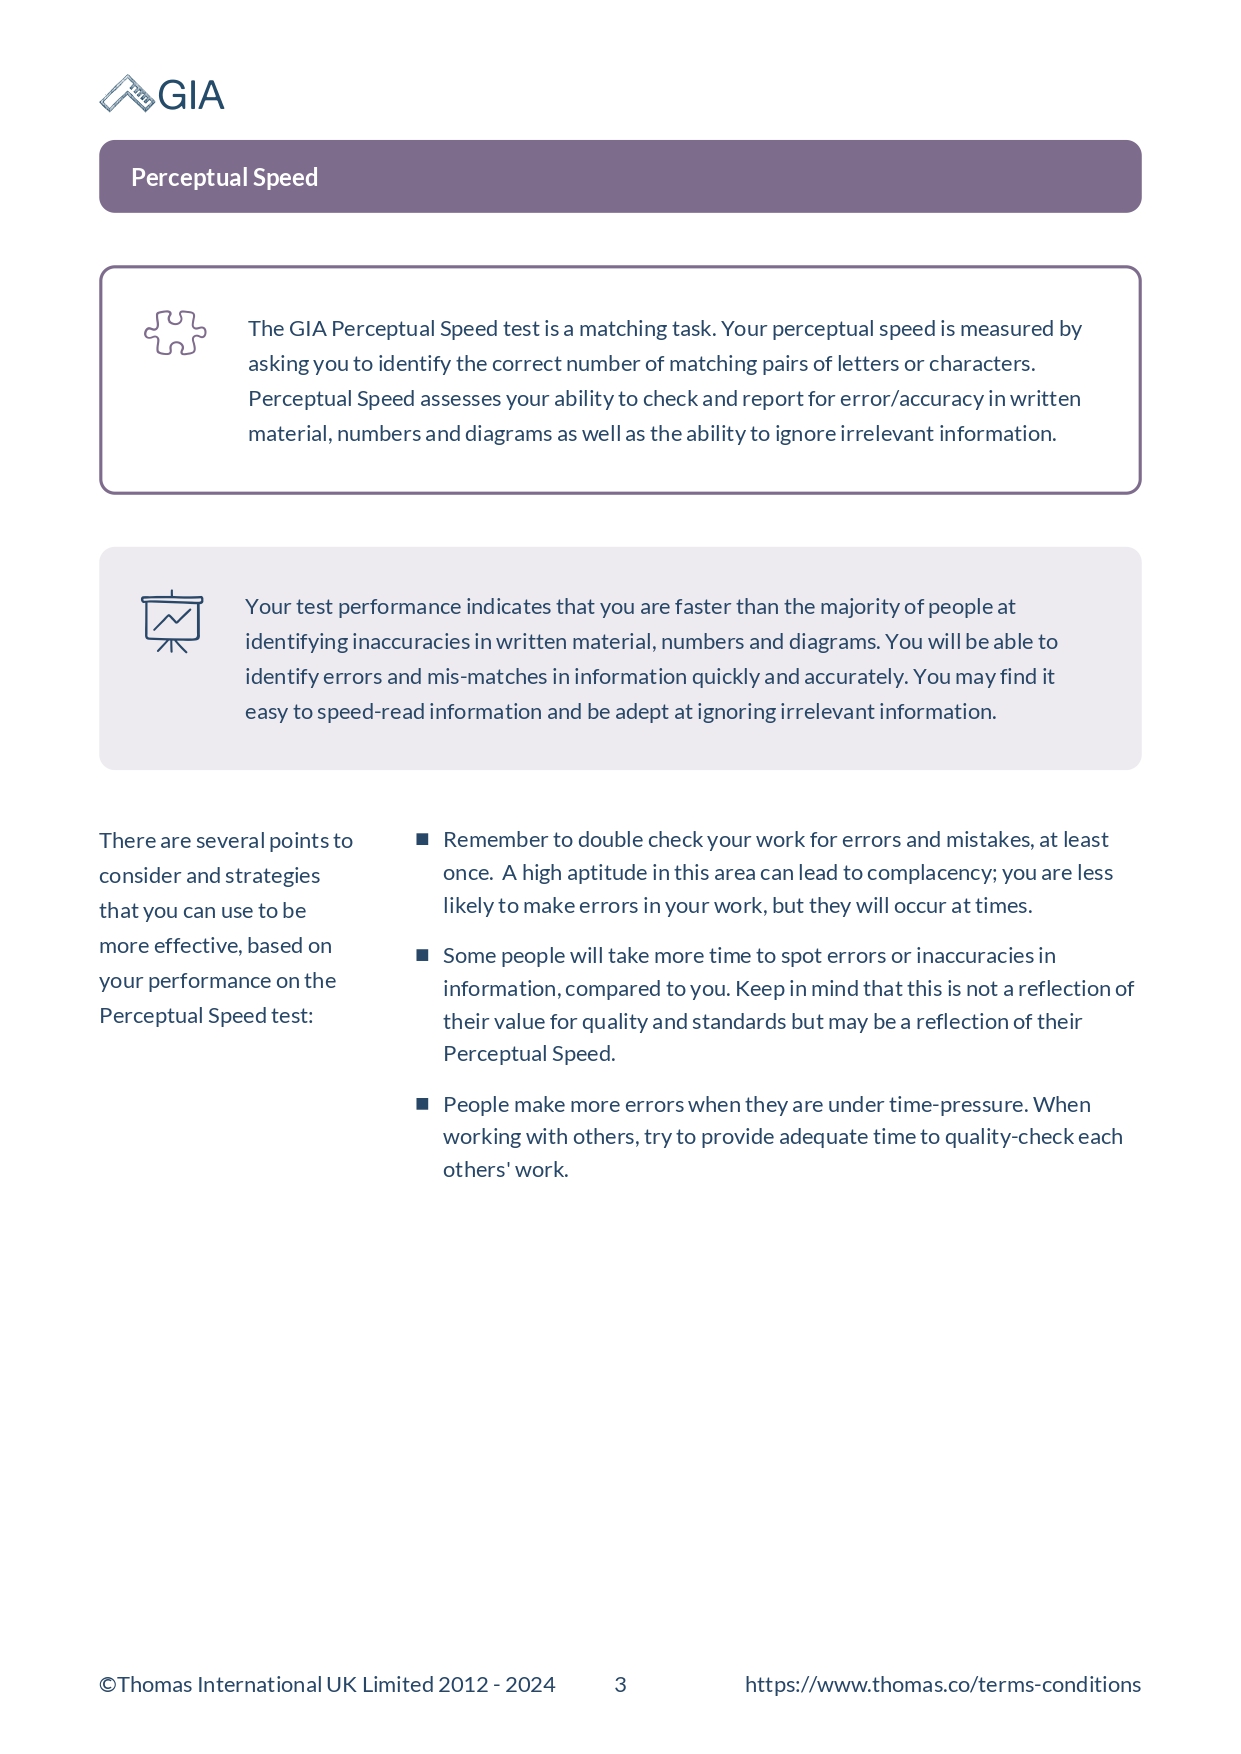 GIA
Perceptual Speed
The GIA Perceptual Speed test is a matching task. Your perceptual speed is measured by
asking you to identify the correct number of matching pairs of letters or characters.
Perceptual Speed assesses your ability to check and report for error/accuracy in written
material, numbers and diagrams as well as the ability to ignore irrelevant information.
Your test performance indicates that you are faster than the majority of people at
identifying inaccuracies in written material, numbers and diagrams. You will be able to
identify errors and mis-matches in information quickly and accurately. You may find it
easy to speed-read information and be adept at ignoring irrelevant information.
There are several points to
consider and strategies
that you can use to be
more effective, based on
your performance on the
Perceptual Speed test:
■ Remember to double check your work for errors and mistakes, at least
once.  A high aptitude in this area can lead to complacency; you are less
likely to make errors in your work, but they will occur at times.
■ Some people will take more time to spot errors or inaccuracies in
information, compared to you. Keep in mind that this is not a reflection of
their value for quality and standards but may be a reflection of their
Perceptual Speed.
■ People make more errors when they are under time-pressure. When
working with others, try to provide adequate time to quality-check each
others' work.
©Thomas International UK Limited 2012 - 2024 3 https://www.thomas.co/terms-conditions